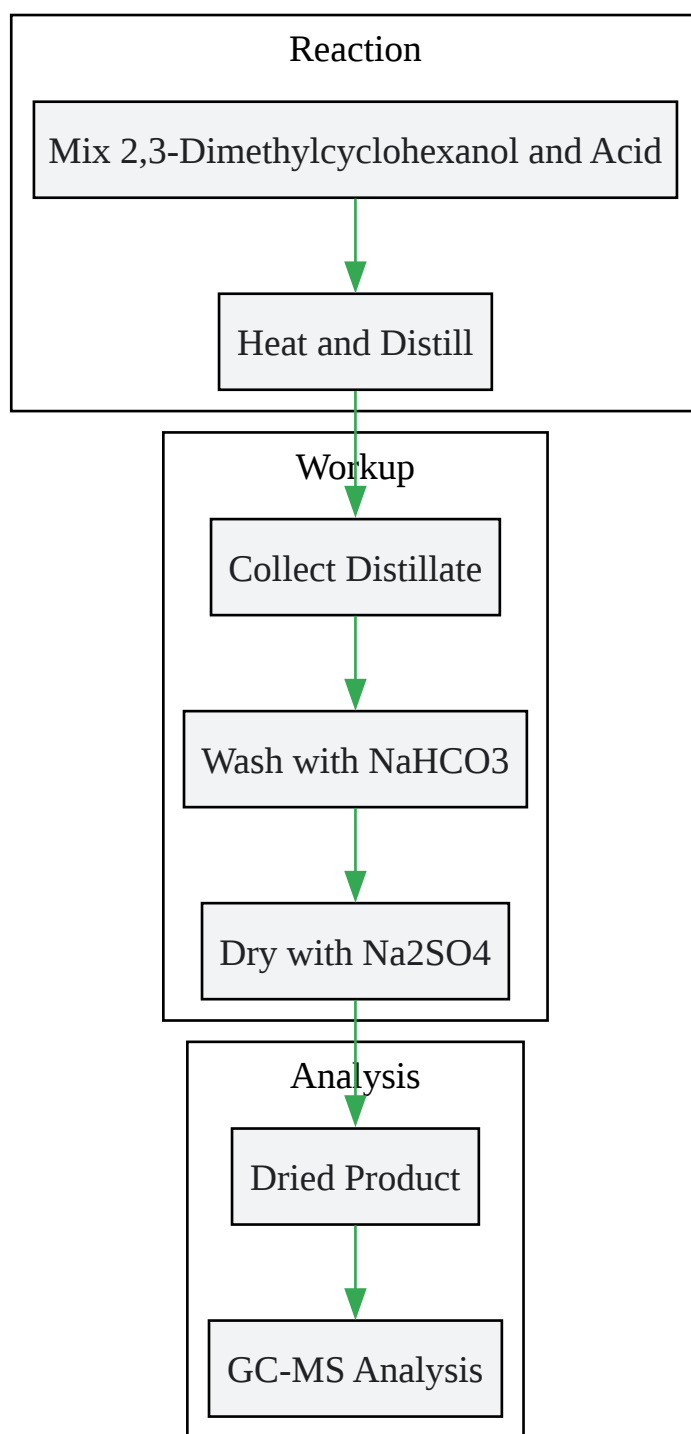 Reaction
Mix 2,3-Dimethylcyclohexanol and Acid
Heat and Distill
Workup
Collect Distillate
Wash with NaHCO3
Dry with Na2SO4
Analysis
Dried Product
GC-MS Analysis